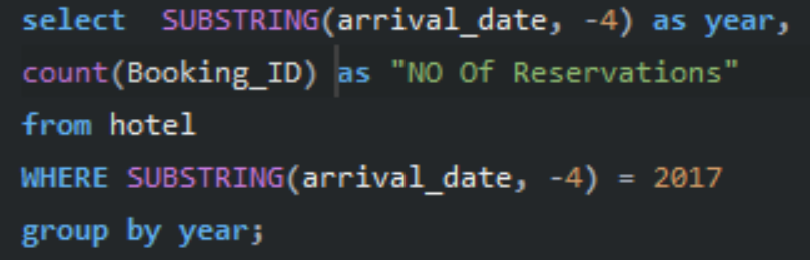 select  SUBSTRING(arrival_date, -4) as year,
count(Booking_ID) as "NO Of Reservations"
from hotel
WHERE SUBSTRING(arrival_date, -4) = 2017
group by year;